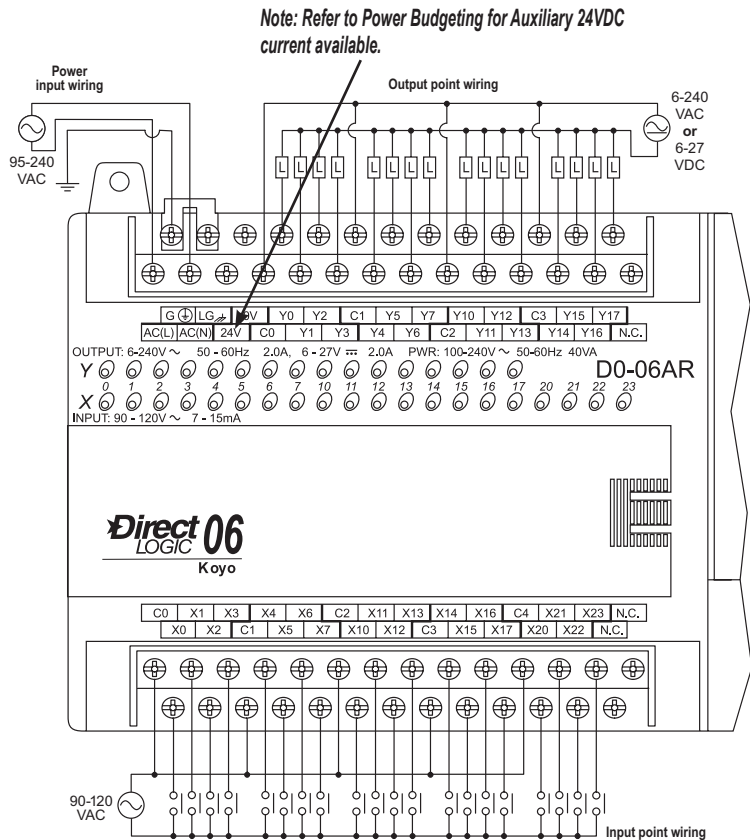 Note: Refer to Power Budgeting for Auxiliary 24VDC
current available.
Power
input wiring
Output point wiring
6-240
VAC
or
6-27
VDC
95-240
VAC
L L L L L L L L L L L L L L L L
G LG 0V Y0 Y2 C1 Y5 Y7 Y10 Y12 C3 Y15 Y17
AC(L) AC(N) 24V C0 Y1 Y3 Y4 Y6 C2 Y11 Y13 Y14 Y16 N.C.
OUTPUT: 6-240V ~ 50 - 60Hz 2.0A, 6 - 27V ⎓ 2.0A PWR: 100-240V ~ 50-60Hz 40VA
Y
D0-06AR
0 1 2 3 4 5 6 7 10 11 12 13 14 15 16 17 20 21 22 23
X
INPUT: 90 - 120V ~ 7 - 15mA
Direct
LOGIC 06
Koyo
C0 X1 X3 X4 X6 C2 X11 X13 X14 X16 C4 X21 X23 N.C.
X0 X2 C1 X5 X7 X10 X12 C3 X15 X17 X20 X22 N.C.
90-120
VAC
Input point wiring